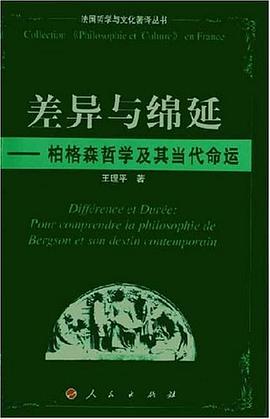 法国哲学与文化著译丛书
Collection 《Philosophie et Culture》 en France
差异与绵延
——柏格森哲学及其当代命运
王理平 著
Différence et Durée:
Pour comprendre la philosophie de
Bergson et son destin contemporain
人民出版社